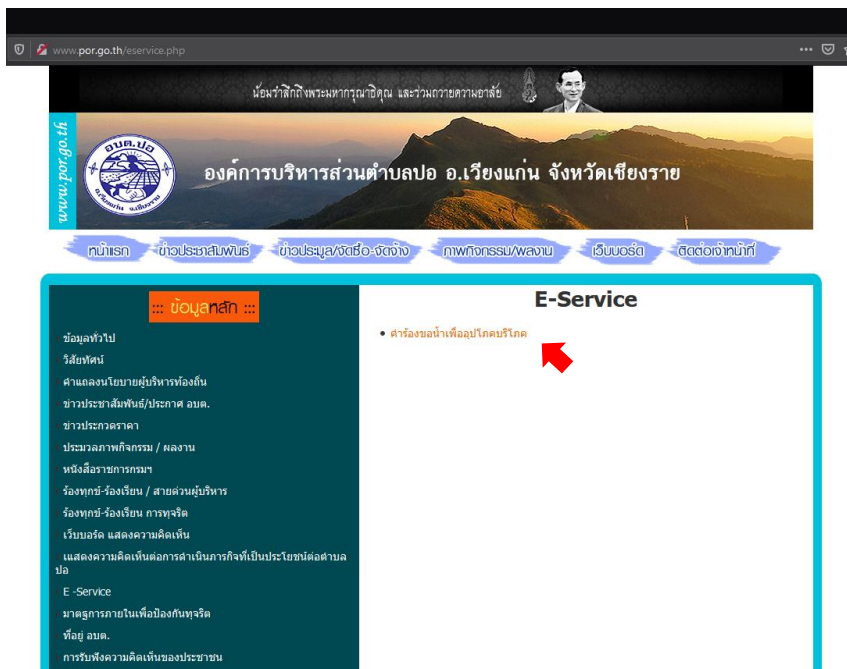 www.por.go.th/eservice.php
น้อมรำลึกถึงพระมหากรุณาธิคุณ และร่วมถวายความอาลัย
www.por.go.th
อบต.ปอ
อ.เวียงแก่น จ.เชียงราย
องค์การบริหารส่วนตำบลปอ อ.เวียงแก่น จังหวัดเชียงราย
หน้าแรก
ข่าวประชาสัมพันธ์
ข่าวประมูล/จัดซื้อ-จัดจ้าง
ภาพกิจกรรม/ผลงาน
เว็บบอร์ด
ติดต่อเจ้าหน้าที่
::: ข้อมูลหลัก :::
ข้อมูลทั่วไป
วิสัยทัศน์
คำแถลงนโยบายผู้บริหารท้องถิ่น
ข่าวประชาสัมพันธ์/ประกาศ อบต.
ข่าวประกวดราคา
ประมวลภาพกิจกรรม / ผลงาน
หนังสือราชการกรมฯ
ร้องทุกข์-ร้องเรียน / สายด่วนผู้บริหาร
ร้องทุกข์-ร้องเรียน การทุจริต
เว็บบอร์ด แสดงความคิดเห็น
แสดงความคิดเห็นต่อการดำเนินภารกิจที่เป็นประโยชน์ต่อตำบล
ปอ
E -Service
มาตรฐการภายในเพื่อป้องกันทุจริต
ที่อยู่ อบต.
การรับฟังความคิดเห็นของประชาชน
E-Service
คำร้องขอน้ำเพื่ออุปโภคบริโภค